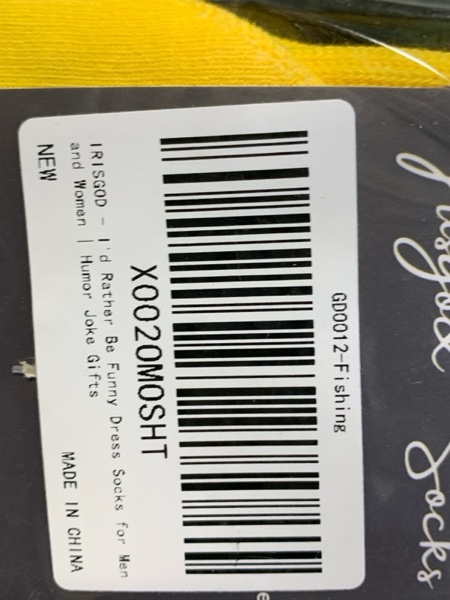 GD0012-Fishing
X0020MOSHT
IRISGOD - I'd Rather Be Funny Dress Socks for Men
and Women | Humor Joke Gifts
NEW
MADE IN CHINA
Socks